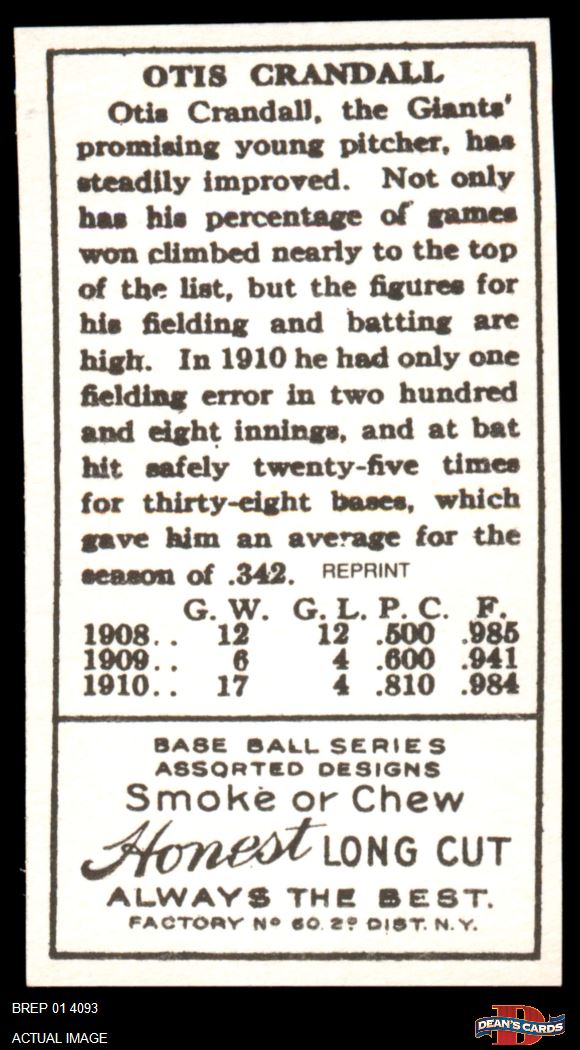 OTIS CRANDALL
Otis Crandall, the Giants'
promising young pitcher, has
steadily improved. Not only
has his percentage of games
won climbed nearly to the top
of the list, but the figures for
his fielding and batting are
high. In 1910 he had only one
fielding error in two hundred
and eight innings, and at bat
hit safely twenty-five times
for thirty-eight bases, which
gave him an average for the
season of .342. REPRINT
G. W. G. L. P. C. F.
1908.. 12 12 .500 .985
1909.. 6 4 .600 .941
1910.. 17 4 .810 .984
BASE BALL SERIES
ASSORTED DESIGNS
Smoke or Chew
Honest LONG CUT
ALWAYS THE BEST.
FACTORY Nº 60. 2º DIST. N.Y.
BREP 01 4093
ACTUAL IMAGE
D
DEAN'S CARDS